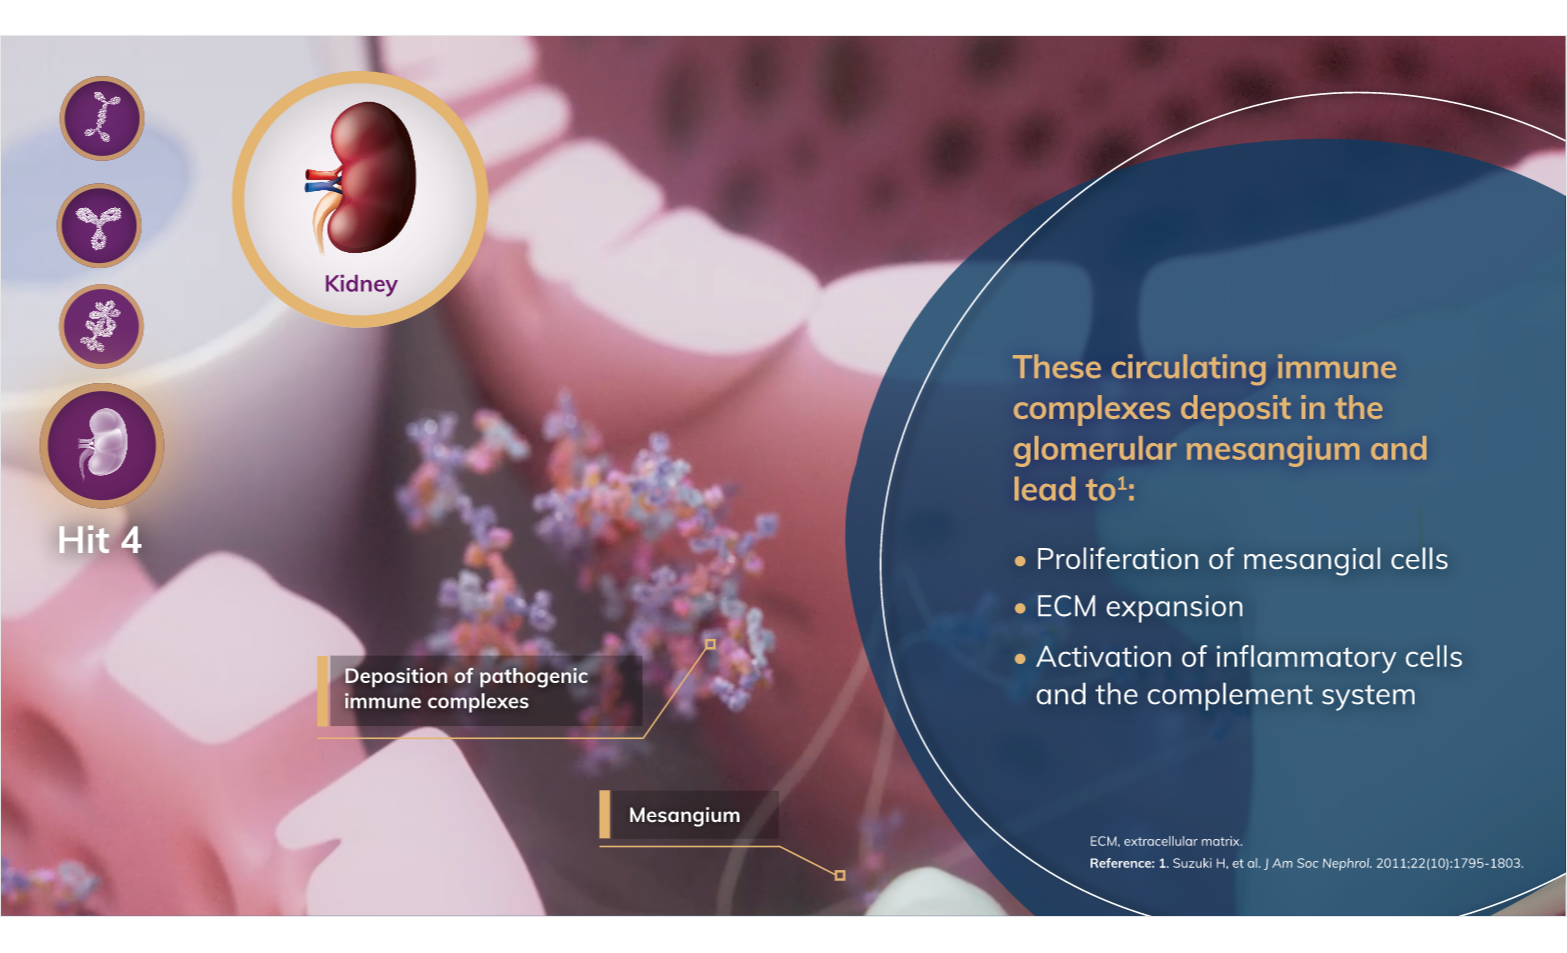 Kidney
Hit 4
Deposition of pathogenic
immune complexes
Mesangium
These circulating immune
complexes deposit in the
glomerular mesangium and
lead to¹:
• Proliferation of mesangial cells
• ECM expansion
• Activation of inflammatory cells
and the complement system
ECM, extracellular matrix.
Reference: 1. Suzuki H, et al. J Am Soc Nephrol. 2011;22(10):1795-1803.